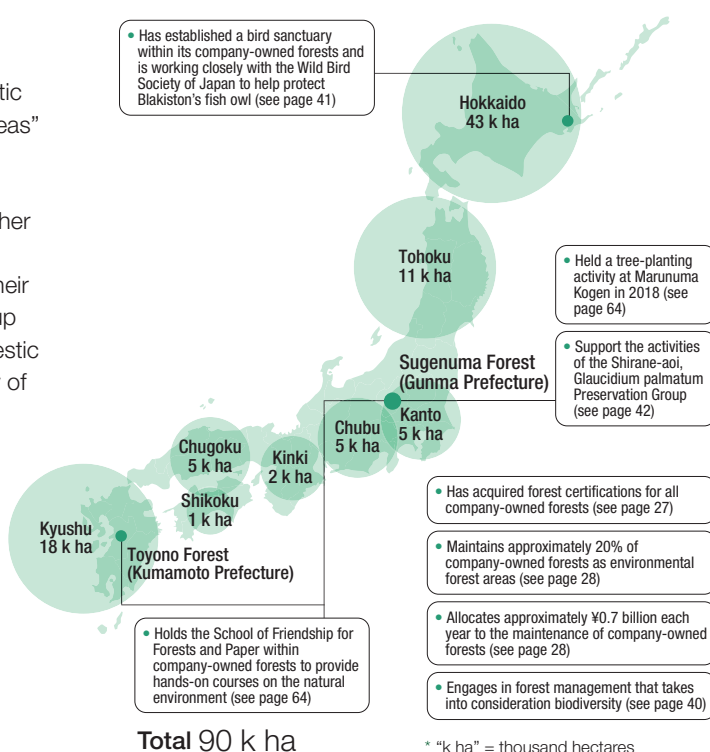 tic
eas"
her
heir
up
estic
of
• Has established a bird sanctuary
within its company-owned forests and
is working closely with the Wild Bird
Society of Japan to help protect
Blakiston's fish owl (see page 41)
Hokkaido
43 k ha
Tohoku
11 k ha
• Held a tree-planting
activity at Marunuma
Kogen in 2018 (see
page 64)
• Support the activities
of the Shirane-aoi,
Glaucidium palmatum
Preservation Group
(see page 42)
Sugenuma Forest
(Gunma Prefecture)
Kanto
5 k ha
Chubu
5 k ha
Kinki
2 k ha
Chugoku
5 k ha
Shikoku
1 k ha
Kyushu
18 k ha
Toyono Forest
(Kumamoto Prefecture)
• Has acquired forest certifications for all
company-owned forests (see page 27)
• Maintains approximately 20% of
company-owned forests as environmental
forest areas (see page 28)
• Allocates approximately ¥0.7 billion each
year to the maintenance of company-owned
forests (see page 28)
• Engages in forest management that takes
into consideration biodiversity (see page 40)
• Holds the School of Friendship for
Forests and Paper within
company-owned forests to provide
hands-on courses on the natural
environment (see page 64)
Total 90 k ha
* "k ha" = thousand hectares